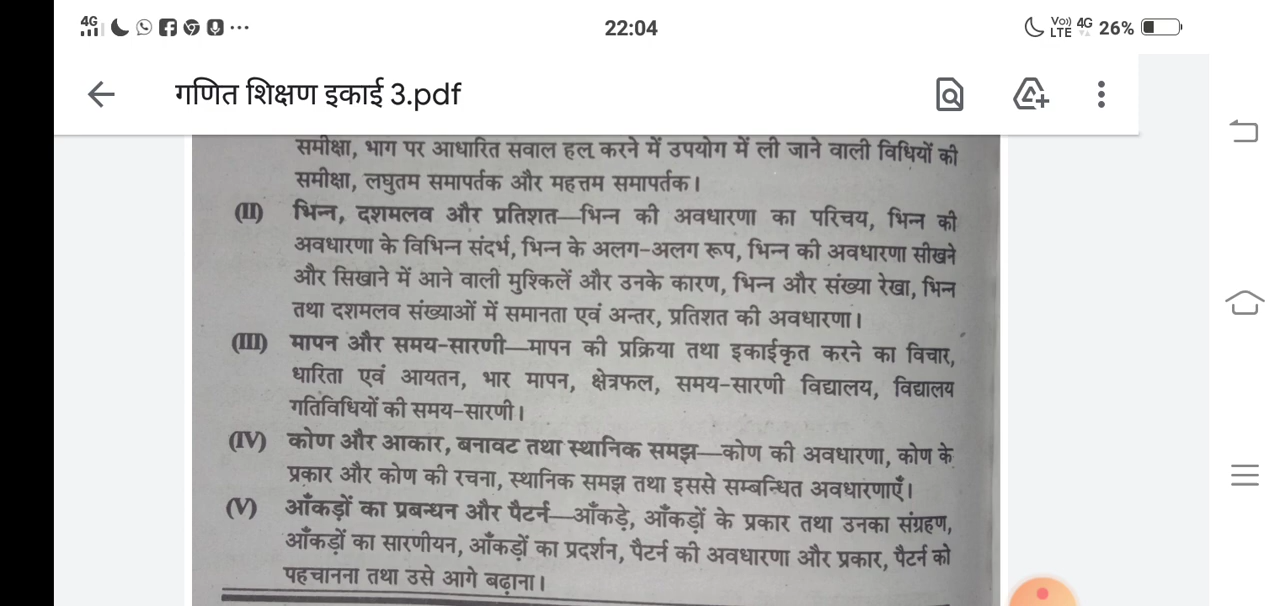 4G 22:04 Vo) LTE 4G 26%
गणित शिक्षण इकाई 3.pdf
समीक्षा, भाग पर आधारित सवाल हल करने में उपयोग में ली जाने वाली विधियों की
समीक्षा, लघुतम समापर्तक और महत्तम समापर्तक।
(II) भिन्न, दशमलव और प्रतिशत—भिन्न की अवधारणा का परिचय, भिन्न की
अवधारणा के विभिन्न संदर्भ, भिन्न के अलग-अलग रूप, भिन्न की अवधारणा सीखने
और सिखाने में आने वाली मुश्किलें और उनके कारण, भिन्न और संख्या रेखा, भिन्न
तथा दशमलव संख्याओं में समानता एवं अन्तर, प्रतिशत की अवधारणा।
(III) मापन और समय-सारणी—मापन की प्रक्रिया तथा इकाईकृत करने का विचार,
धारिता एवं आयतन, भार मापन, क्षेत्रफल, समय-सारणी विद्यालय, विद्यालय
गतिविधियों की समय-सारणी।
(IV) कोण और आकार, बनावट तथा स्थानिक समझ—कोण की अवधारणा, कोण के
प्रकार और कोण की रचना, स्थानिक समझ तथा इससे सम्बन्धित अवधारणाएँ।
(V) आँकड़ों का प्रबन्धन और पैटर्न—आँकड़े, आँकड़ों के प्रकार तथा उनका संग्रहण,
आँकड़ों का सारणीयन, आँकड़ों का प्रदर्शन, पैटर्न की अवधारणा और प्रकार, पैटर्न को
पहचानना तथा उसे आगे बढ़ाना।